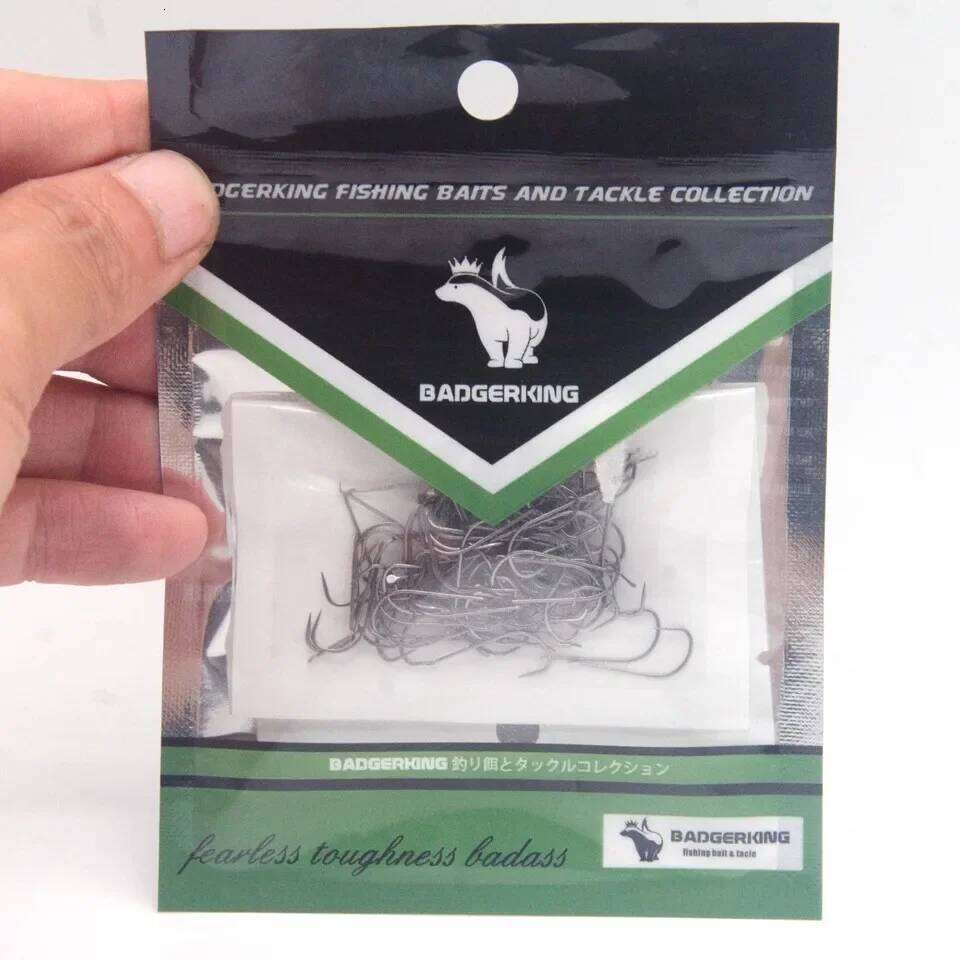 DGERKING FISHING BAITS AND TACKLE COLLECTION
BADGERKING
BADGERKING 釣り餌とタックルコレクション
fearless toughness badass
BADGERKING
fishing bait & tacle